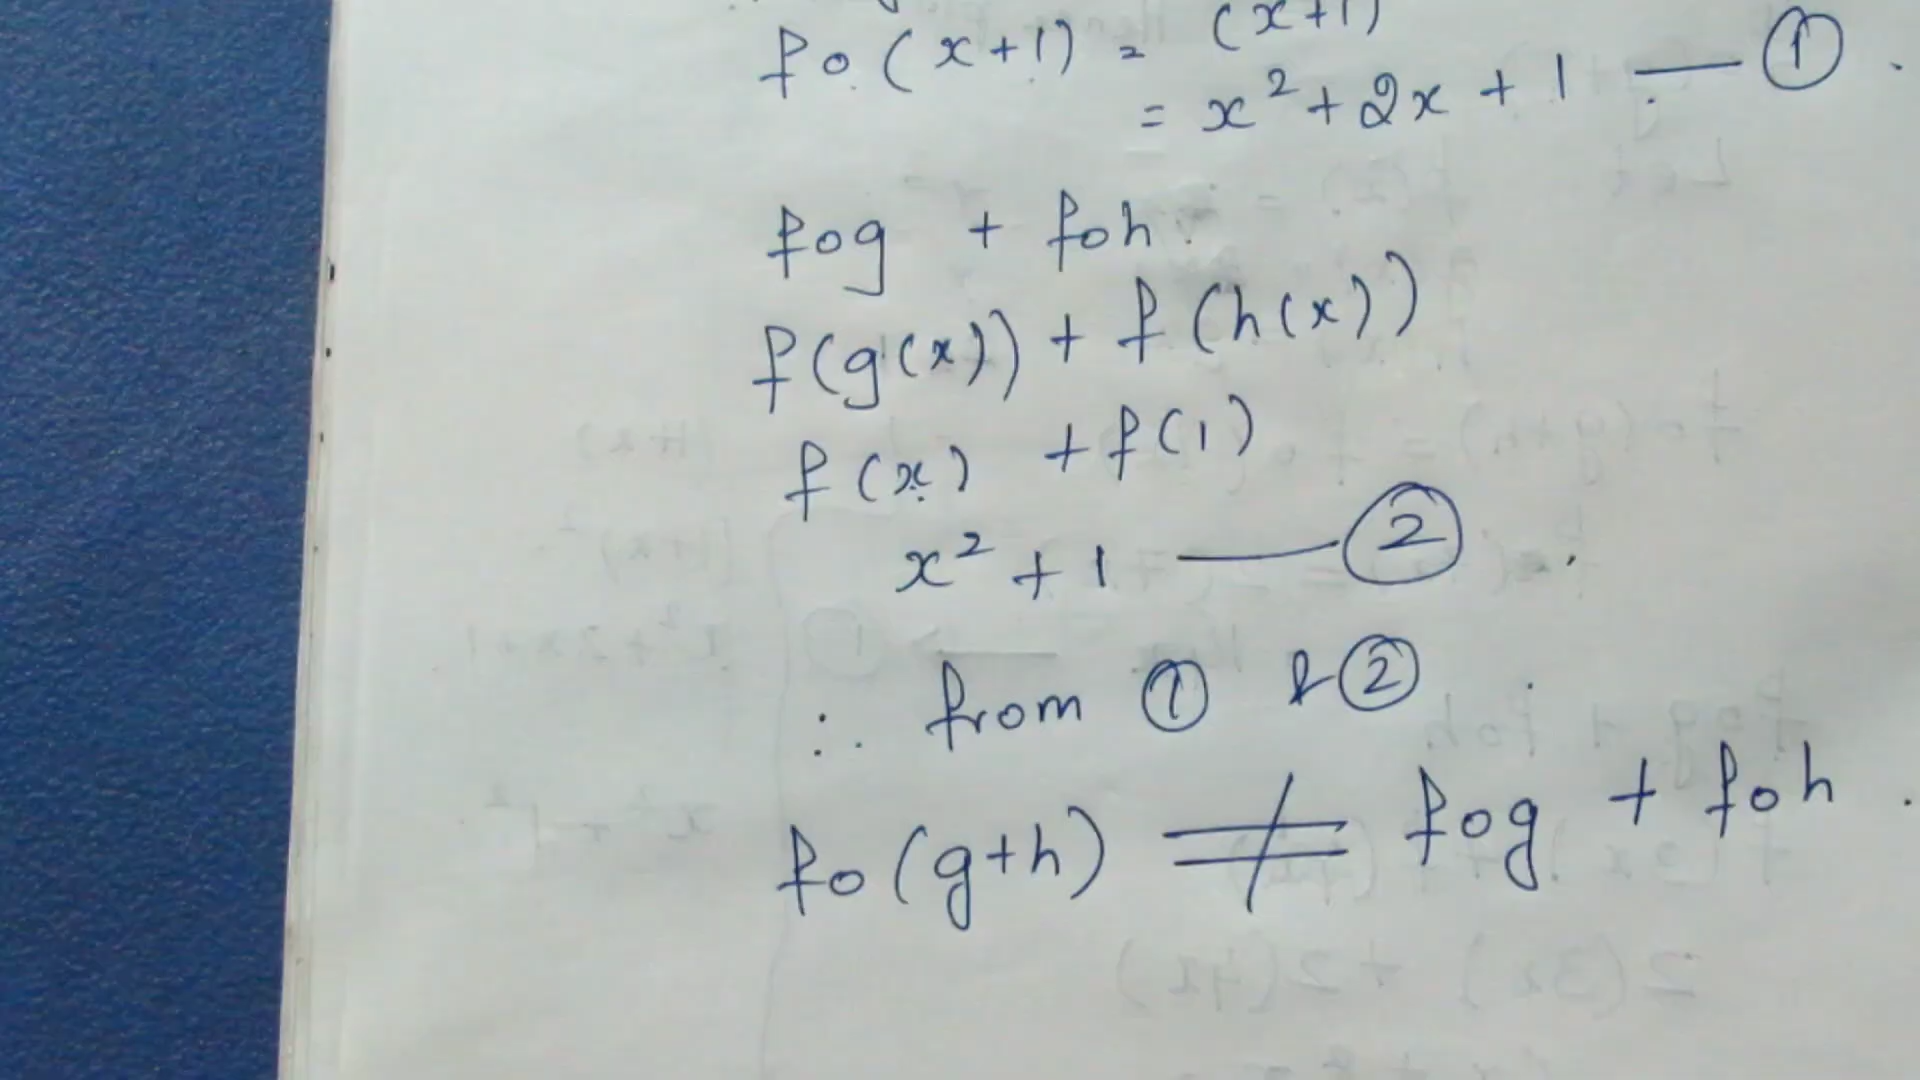 fo(x+1) = (x+1)
= x² + 2x + 1 — ①
fog + foh
f(g(x)) + f(h(x))
f(x) + f(1)
x² + 1 — ②
∴ from ① & ②
fo(g+h) ≠ fog + foh